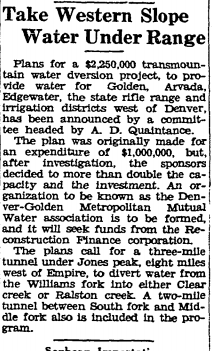 Take Western Slope
Water Under Range
Plans for a $2,250,000 transmoun-
tain water dversion project, to pro-
vide water for Golden, Arvada,
Edgewater, the state rifle range and
irrigation districts west of Denver,
has been announced by a commit-
tee headed by A. D. Quaintance.
The plan was originally made for
an expenditure of $1,000,000, but,
after investigation, the sponsors
decided to more than double the ca-
pacity and the investment. An or-
ganization to be known as the Den-
ver-Golden Metropolitan Mutual
Water association is to be formed,
and it will seek funds from the Re-
construction Finance corporation.
The plans call for a three-mile
tunnel under Jones peak, eight miles
west of Empire, to divert water from
the Williams fork into either Clear
creek or Ralston creek. A two-mile
tunnel between South fork and Mid-
dle fork also is included in the pro-
gram.